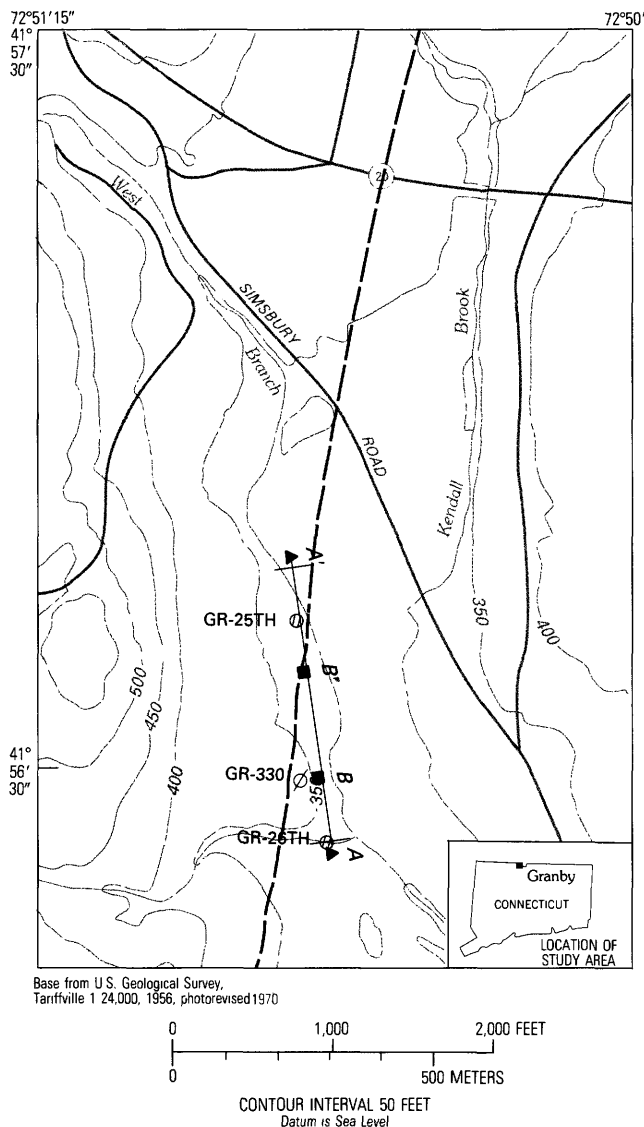 72°51'15"
72°50'
41°
57'
30"
20
West
SIMSBURY
Brook
Branch
ROAD
Kendall
A'
GR-25TH
350
400
B'
500
450
400
41°
56'
30"
GR-330
B
350
GR-26TH
A
Granby
CONNECTICUT
LOCATION OF
STUDY AREA
Base from U.S. Geological Survey,
Tariffville 1 24,000, 1956, photorevised 1970
0 1,000 2,000 FEET
0 500 METERS
CONTOUR INTERVAL 50 FEET
Datum is Sea Level